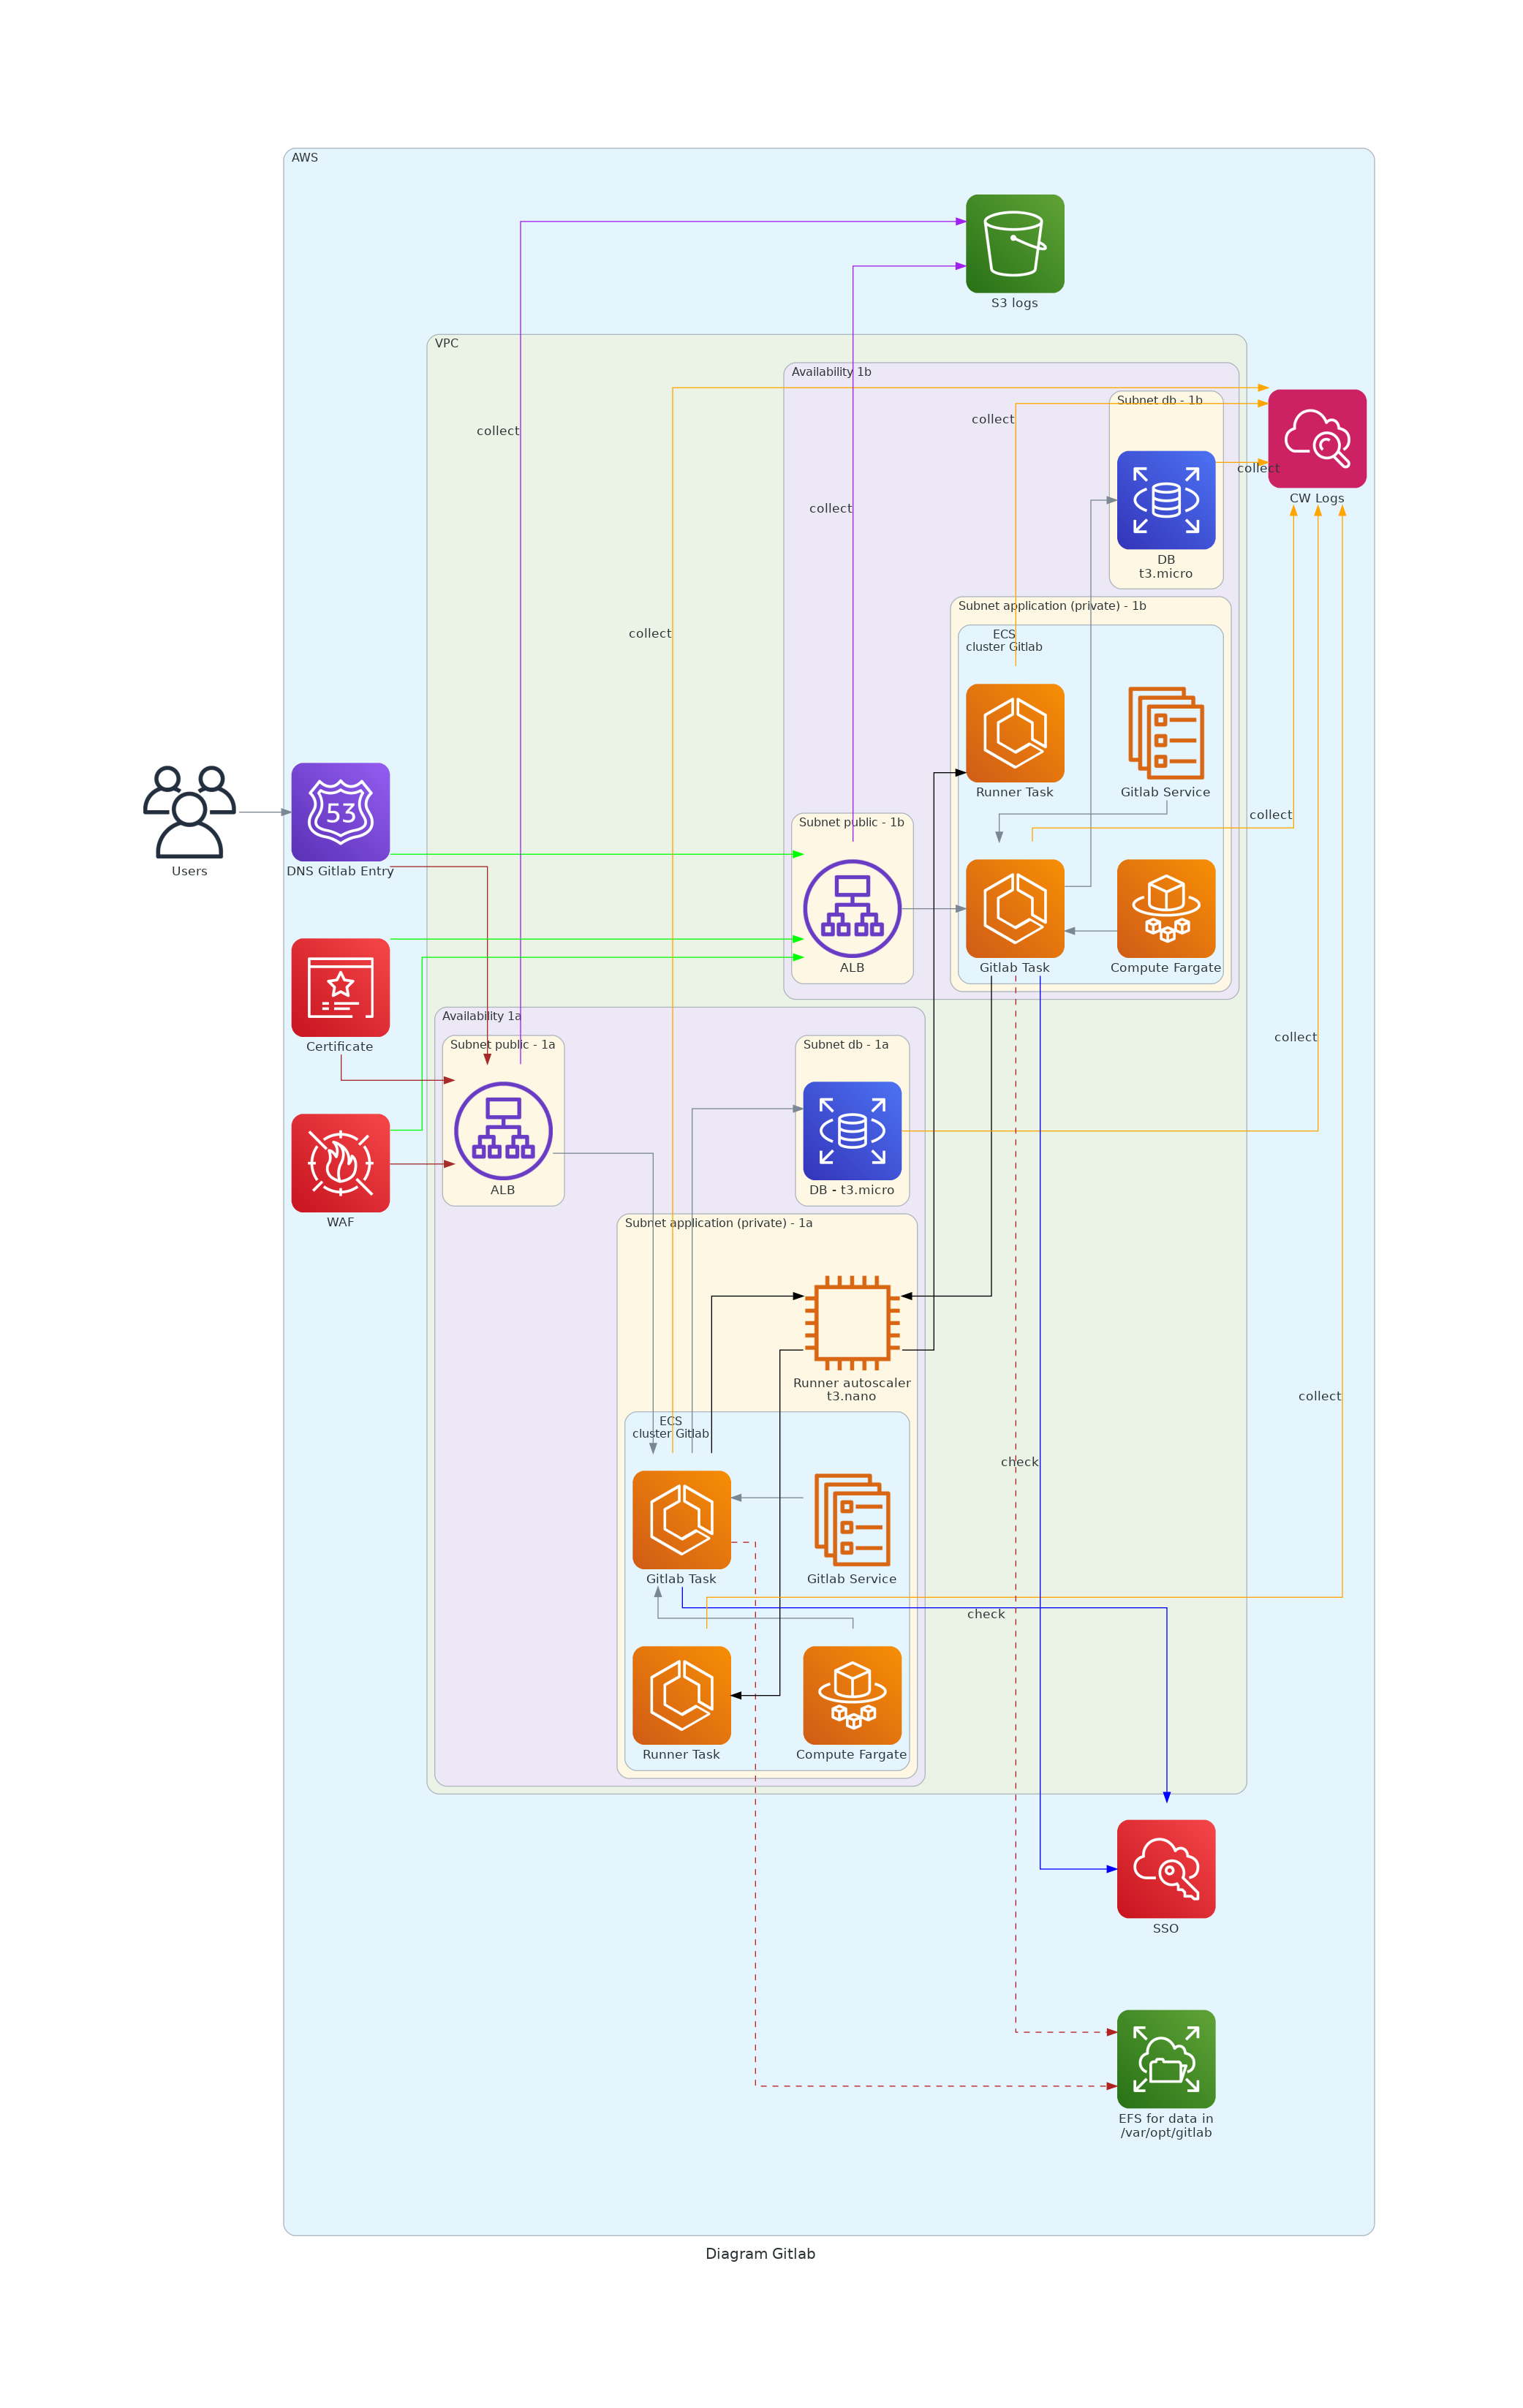 AWS
S3 logs
VPC
Availability 1b
Subnet db - 1b
collect
collect
collect
CW Logs
collect
DB
t3.micro
Subnet application (private) - 1b
ECS
cluster Gitlab
collect
Runner Task
Gitlab Service
collect
Subnet public - 1b
53
Users
DNS Gitlab Entry
ALB
Gitlab Task
Compute Fargate
Availability 1a
collect
Certificate
Subnet public - 1a
Subnet db - 1a
ALB
DB - t3.micro
WAF
Subnet application (private) - 1a
Runner autoscaler
t3.nano
collect
ECS
cluster Gitlab
check
Gitlab Task
Gitlab Service
check
Runner Task
Compute Fargate
SSO
EFS for data in
/var/opt/gitlab
Diagram Gitlab